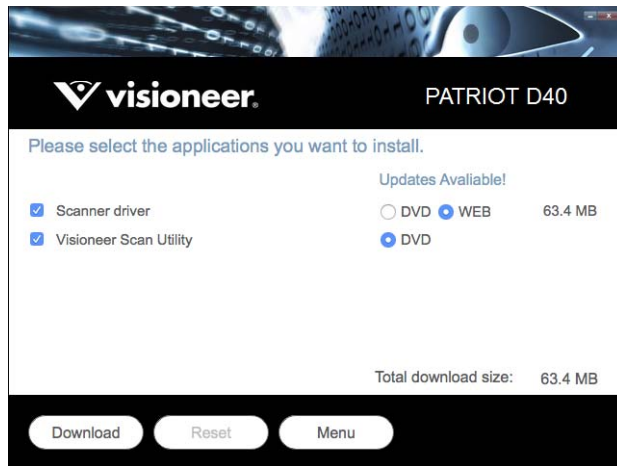 visioneer®
PATRIOT D40
Please select the applications you want to install.
Updates Avaliable!
Scanner driver DVD WEB 63.4 MB
Visioneer Scan Utility DVD
Total download size: 63.4 MB
Download Reset Menu